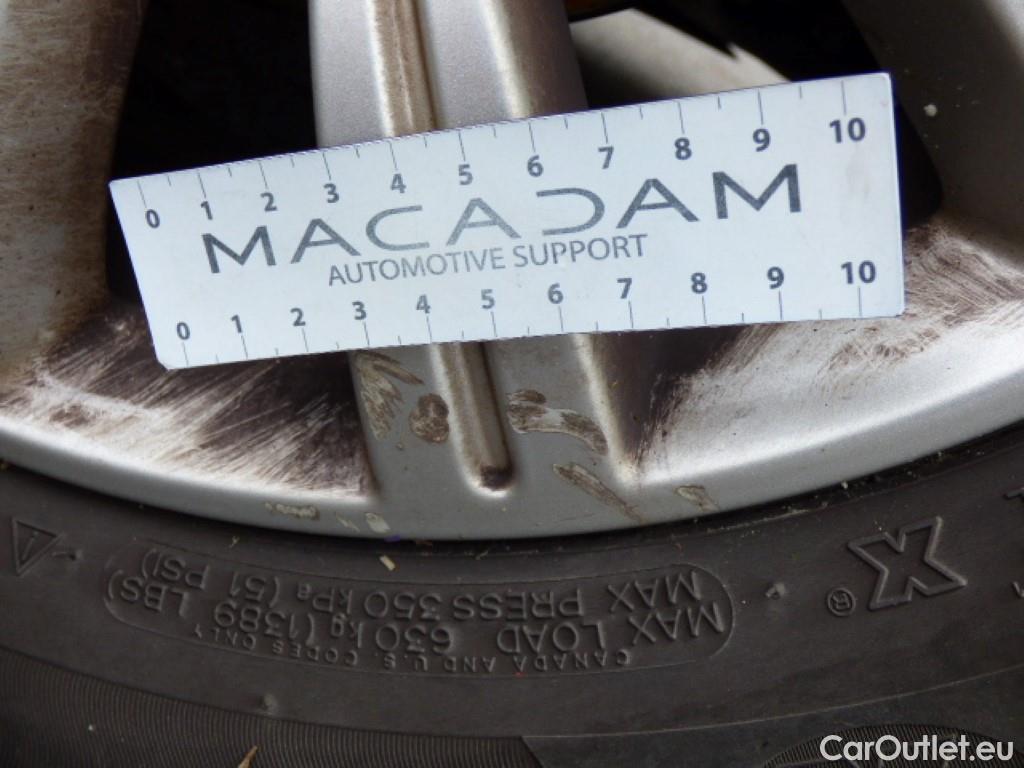 0 1 2 3 4 5 6 7 8 9 10
MACADAM
AUTOMOTIVE SUPPORT
0 1 2 3 4 5 6 7 8 9 10
X®
MAX LOAD 630 kg (1389 LBS)
MAX PRESS 350 kPa (51 PSI)
CANADA AND U.S. CODES ONLY
CarOutlet.eu